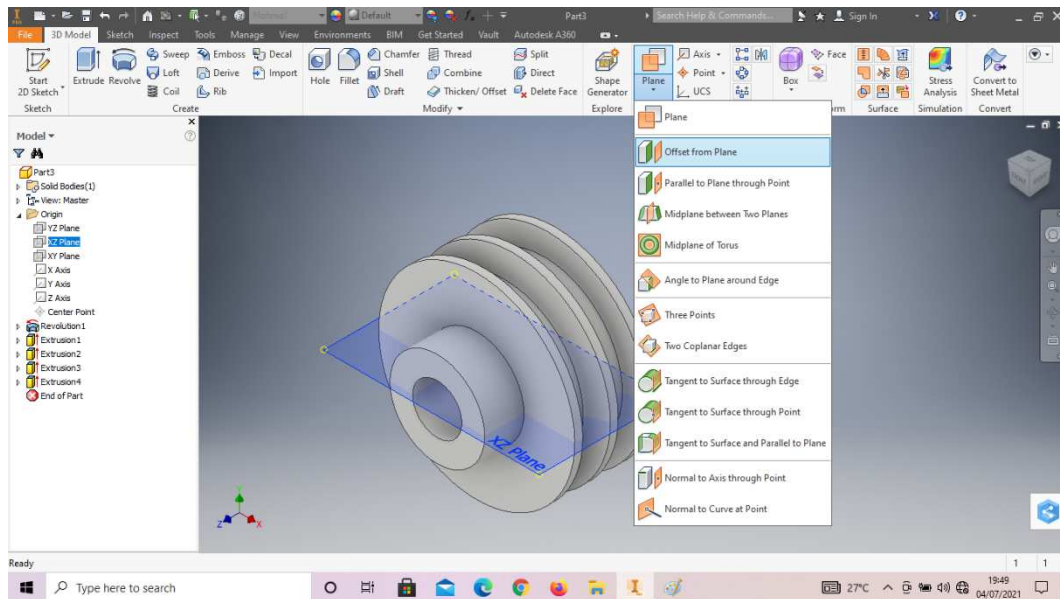 Material
Default
Part3
Search Help & Commands...
Sign In
File 3D Model Sketch Inspect Tools Manage View Environments BIM Get Started Vault Autodesk A360
Start 2D Sketch
Extrude Revolve
Sweep Emboss Decal
Loft Derive Import
Coil Rib
Hole Fillet
Chamfer Thread Split
Shell Combine Direct
Draft Thicken/ Offset Delete Face
Shape Generator
Plane
Axis
Point
UCS
Box
Face
Stress Analysis
Convert to Sheet Metal
Sketch Create Modify Explore Surface Simulation Convert
Model
Part3
Solid Bodies(1)
View: Master
Origin
YZ Plane
XZ Plane
XY Plane
X Axis
Y Axis
Z Axis
Center Point
Revolution1
Extrusion1
Extrusion2
Extrusion3
Extrusion4
End of Part
Plane
Offset from Plane
Parallel to Plane through Point
Midplane between Two Planes
Midplane of Torus
Angle to Plane around Edge
Three Points
Two Coplanar Edges
Tangent to Surface through Edge
Tangent to Surface through Point
Tangent to Surface and Parallel to Plane
Normal to Axis through Point
Normal to Curve at Point
XZ Plane
Z
X
Ready
1 1
Type here to search
27°C
19:49
04/07/2021